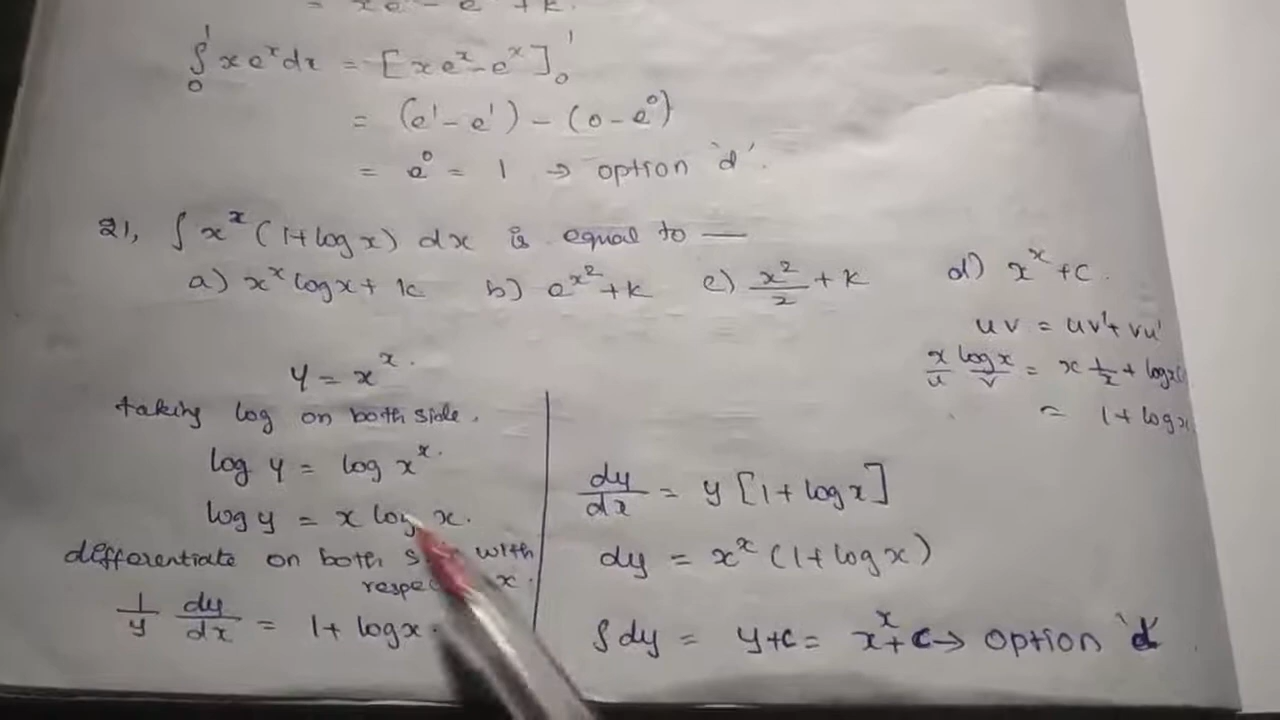 = xe - e + k.
∫₀¹ x eˣ dx = [x eˣ - eˣ]₀¹
= (e¹ - e¹) - (0 - e⁰)
= e⁰ = 1 → option 'd'.
21, ∫ xˣ (1 + log x) dx is equal to —
a) xˣ log x + k b) e^x² + k c) x²/2 + k d) xˣ + c.
uv = uv' + vu'
x/u log x/v = x 1/x + log x
= 1 + log x
y = xˣ.
taking log on both side.
log y = log xˣ.
log y = x log x.
differentiate on both with
x.
1/y dy/dx = 1 + log x.
dy/dx = y [1 + log x]
dy = xˣ (1 + log x)
∫ dy = y + c = xˣ + c → option 'd'